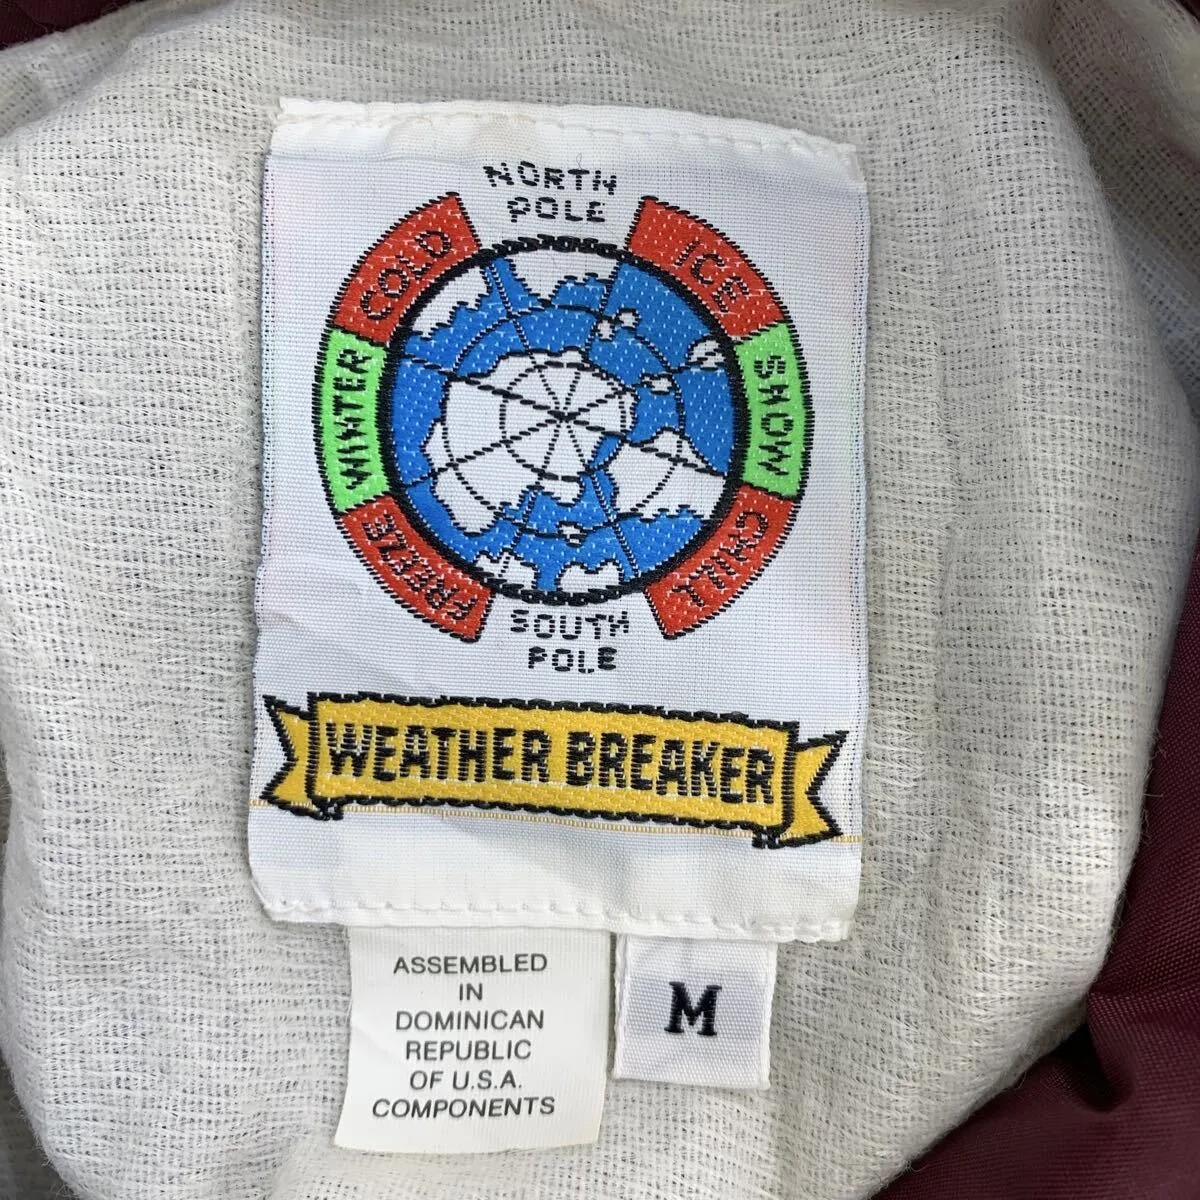 NORTH
POLE
COLD
ICE
WINTER
SNOW
FREEZE
CHILL
SOUTH
POLE
WEATHER BREAKER
ASSEMBLED
IN
DOMINICAN
REPUBLIC
OF U.S.A.
COMPONENTS
M